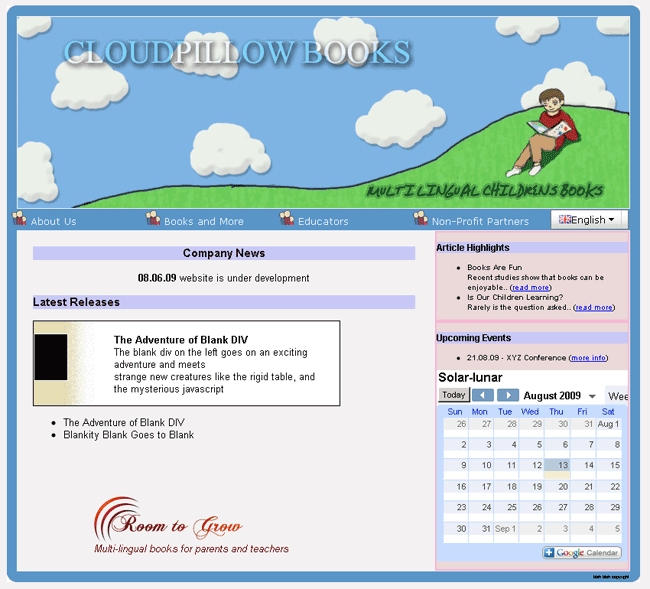 CLOUDPILLOW BOOKS
MULTILINGUAL CHILDRENS BOOKS
About Us
Books and More
Educators
Non-Profit Partners
English
Company News
08.06.09 website is under development
Latest Releases
The Adventure of Blank DIV
The blank div on the left goes on an exciting
adventure and meets
strange new creatures like the rigid table, and
the mysterious javascript
The Adventure of Blank DIV
Blankity Blank Goes to Blank
Room to Grow
Multi-lingual books for parents and teachers
Article Highlights
Books Are Fun
Recent studies show that books can be
enjoyable.. (read more)
Is Our Children Learning?
Rarely is the question asked.. (read more)
Upcoming Events
21.08.09 - XYZ Conference (more info)
Solar-lunar
Today August 2009 Wee
Sun Mon Tue Wed Thu Fri Sat
26 27 28 29 30 31 Aug 1
2 3 4 5 6 7 8
9 10 11 12 13 14 15
16 17 18 19 20 21 22
23 24 25 26 27 28 29
30 31 Sep 1 2 3 4 5
Google Calendar
blah blah copyright